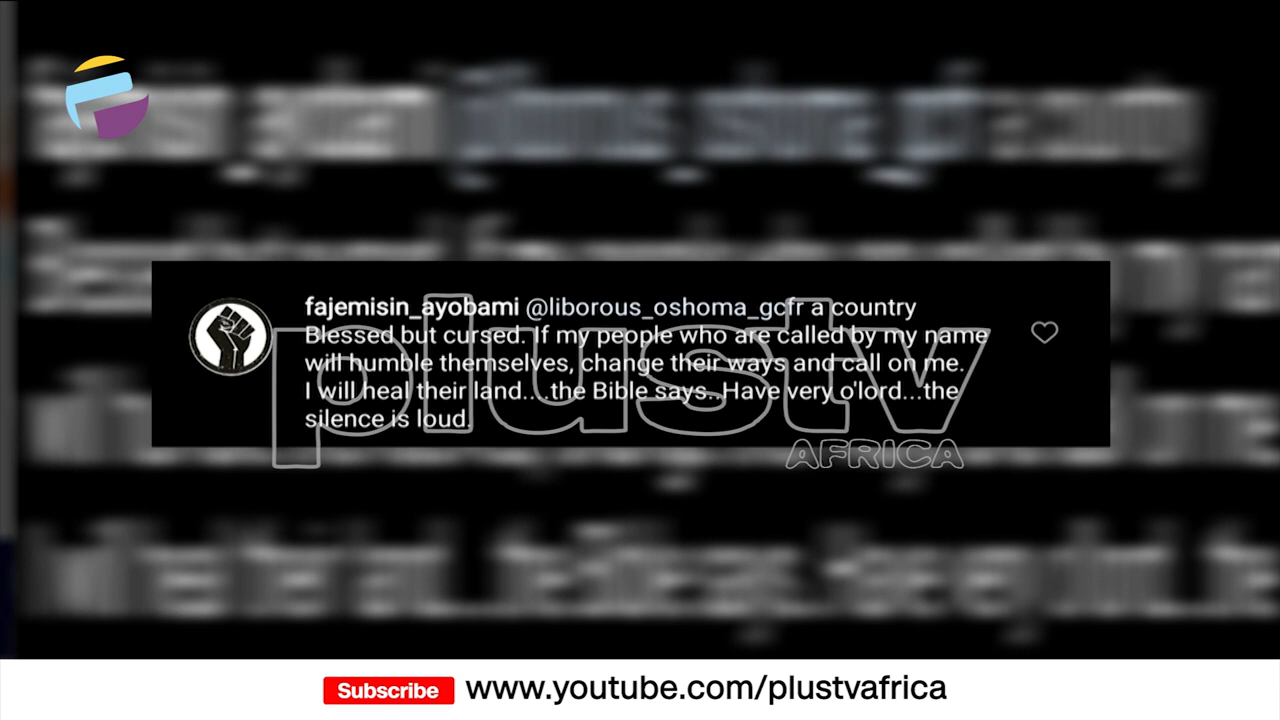 fajemisin_ayobami @liborous_oshoma_gcfr a country
Blessed but cursed. If my people who are called by my name
will humble themselves, change their ways and call on me.
I will heal their land....the Bible says..Have very o'lord...the
silence is loud.
plustv
AFRICA
Subscribe www.youtube.com/plustvafrica